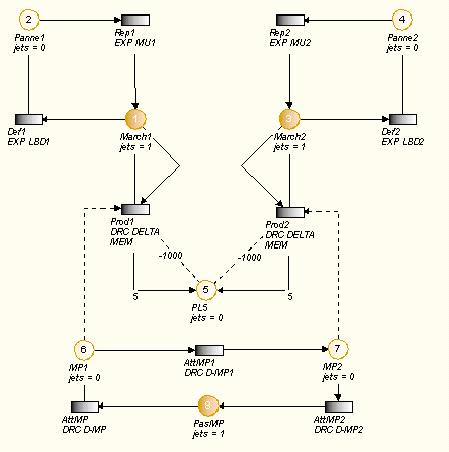 2
4
Panne1
jets = 0
Rep1
EXP MU1
Rep2
EXP MU2
Panne2
jets = 0
1
3
Def1
EXP LBD1
March1
jets = 1
March2
jets = 1
Def2
EXP LBD2
Prod1
DRC DELTA
MEM
Prod2
DRC DELTA
MEM
-1000
-1000
5
5
5
PL5
jets = 0
6
7
MP1
jets = 0
AttMP1
DRC D-MP1
MP2
jets = 0
8
AttMP
DRC D-MP
PasMP
jets = 1
AttMP2
DRC D-MP2